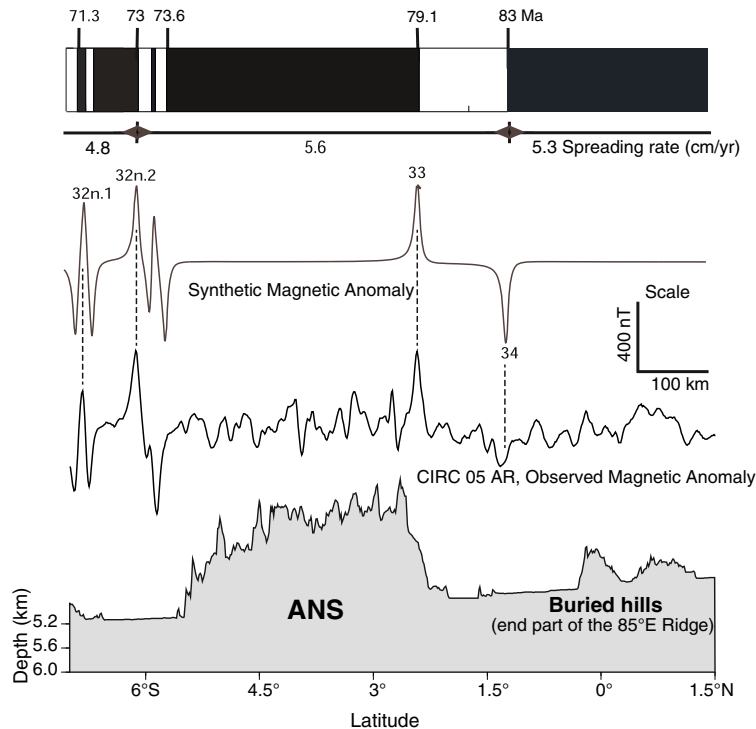 71.3 73 73.6 79.1 83 Ma
4.8 5.6 5.3 Spreading rate (cm/yr)
32n.1 32n.2 33
Synthetic Magnetic Anomaly
Scale
400 nT
100 km
34
CIRC 05 AR, Observed Magnetic Anomaly
ANS
Buried hills
(end part of the 85°E Ridge)
Depth (km)
5.2
5.6
6.0
6°S 4.5° 3° 1.5° 0° 1.5°N
Latitude